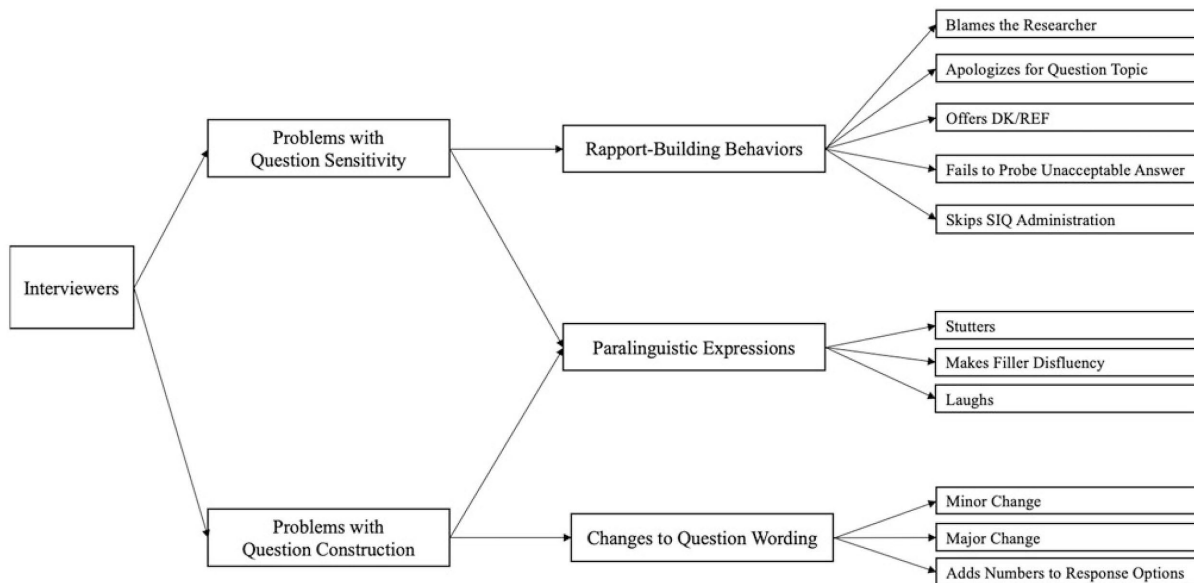 Interviewers
Problems with
Question Sensitivity
Problems with
Question Construction
Rapport-Building Behaviors
Paralinguistic Expressions
Changes to Question Wording
Blames the Researcher
Apologizes for Question Topic
Offers DK/REF
Fails to Probe Unacceptable Answer
Skips SIQ Administration
Stutters
Makes Filler Disfluency
Laughs
Minor Change
Major Change
Adds Numbers to Response Options